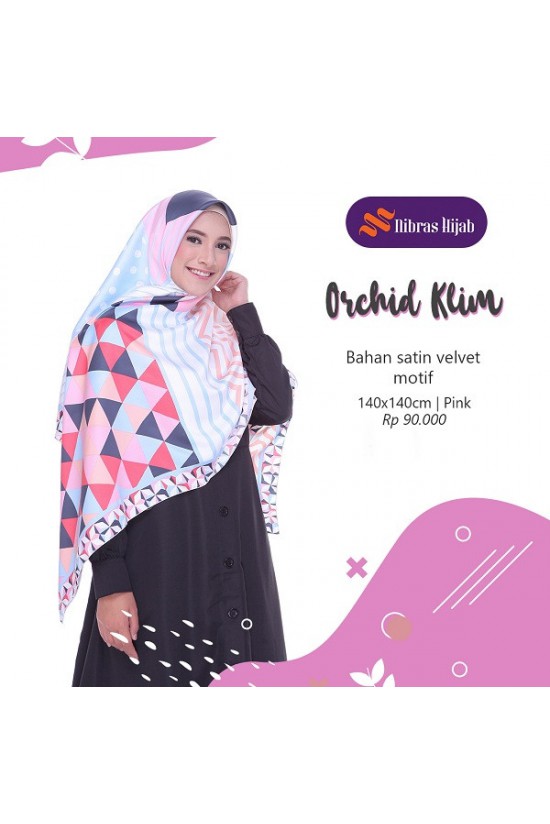 Nibras Hijab
Orchid Klim
Bahan satin velvet
motif
140x140cm | Pink
Rp 90.000